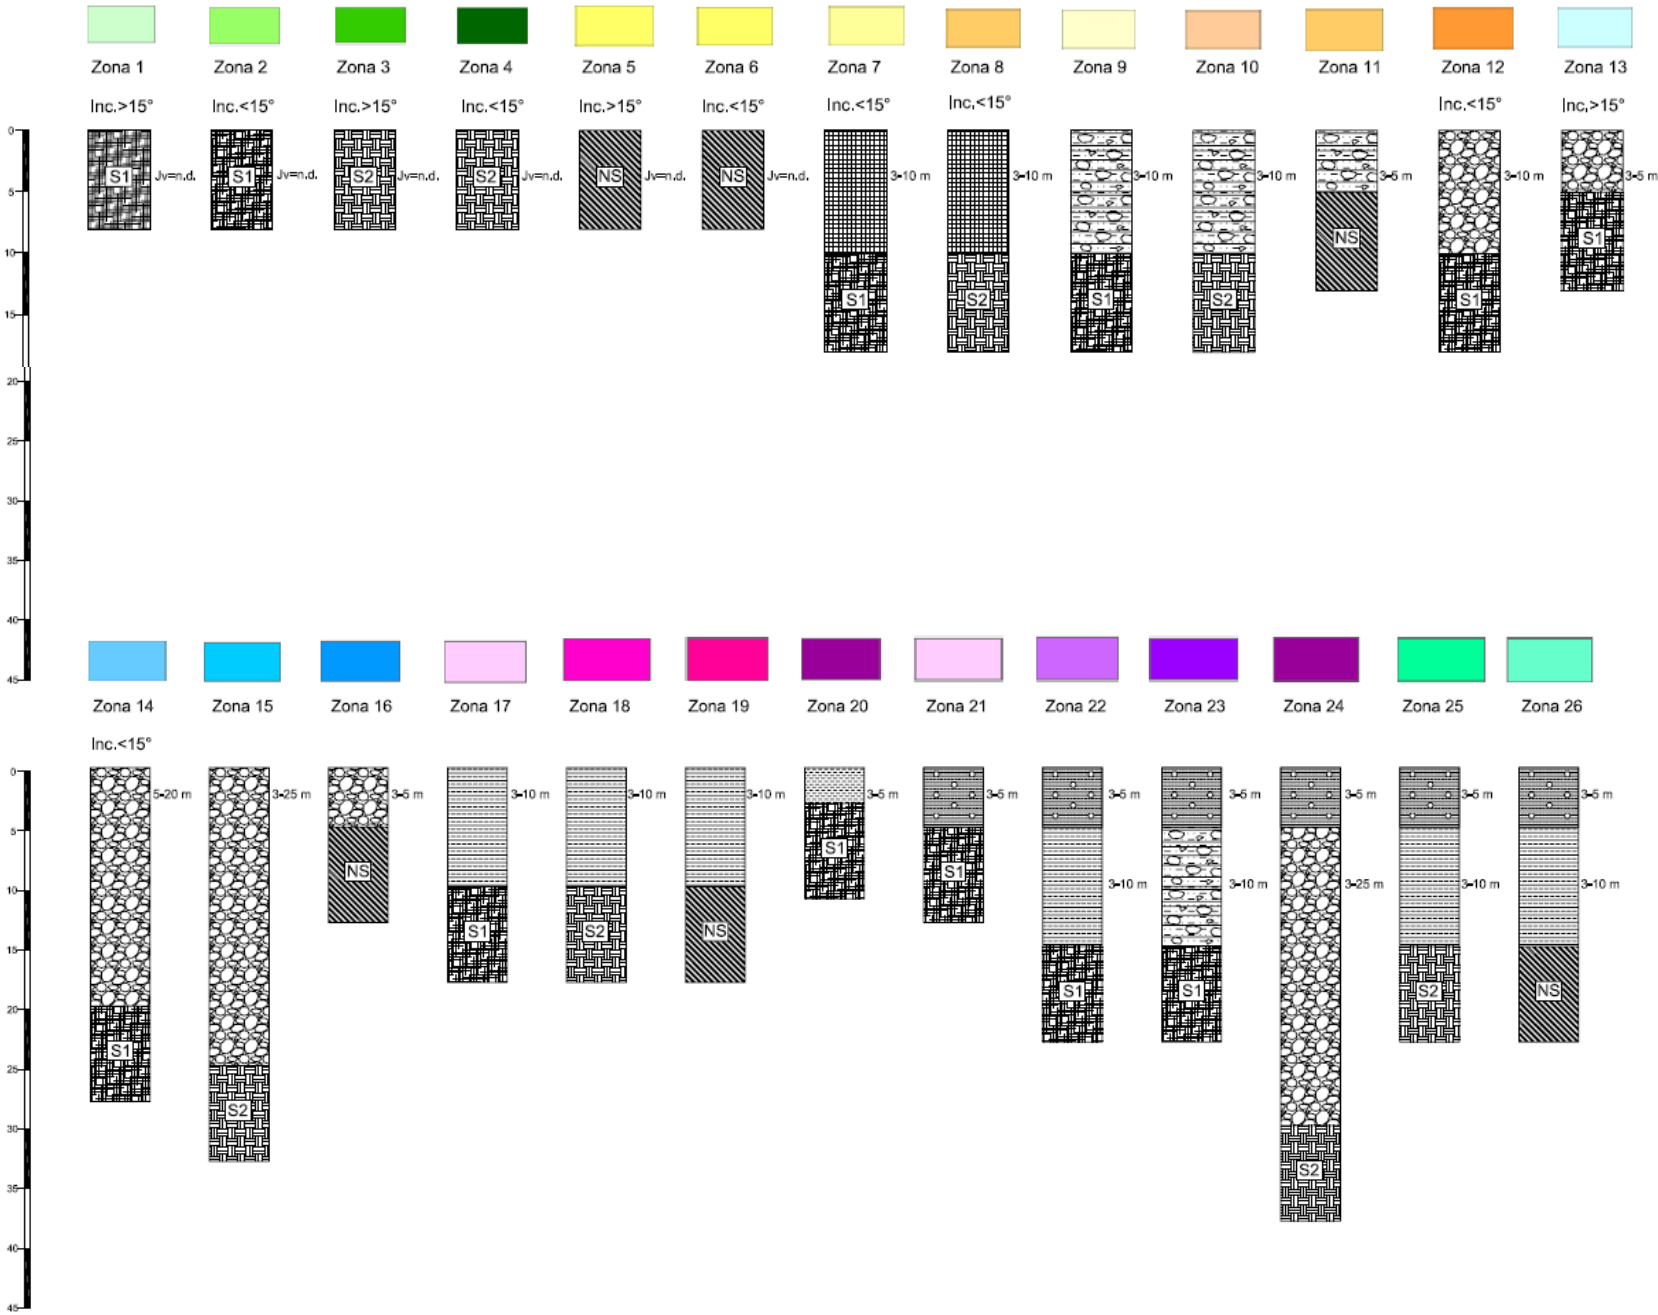 Zona 1 Zona 2 Zona 3 Zona 4 Zona 5 Zona 6 Zona 7 Zona 8 Zona 9 Zona 10 Zona 11 Zona 12 Zona 13
Inc.>15° Inc.<15° Inc.>15° Inc.<15° Inc.>15° Inc.<15° Inc.<15° Inc.<15° Inc.<15° Inc,>15°
0
S1 Jv=n.d. S1 Jv=n.d. S2 Jv=n.d. S2 Jv=n.d. NS Jv=n.d. NS Jv=n.d. 3-10 m 3-10 m 3-10 m 3-10 m 3-5 m 3-10 m 3-5 m
5
NS S1
10
S1 S2 S1 S2 S1
15
20
25
30
35
40
45
Zona 14 Zona 15 Zona 16 Zona 17 Zona 18 Zona 19 Zona 20 Zona 21 Zona 22 Zona 23 Zona 24 Zona 25 Zona 26
Inc.<15°
0
5-20 m 3-25 m 3-5 m 3-10 m 3-10 m 3-10 m 3-5 m 3-5 m 3-5 m 3-5 m 3-5 m 3-5 m 3-5 m
5
S1
NS S1 3-10 m 3-10 m 3-25 m 3-10 m 3-10 m
10
S1 S2 NS
15
S1 S1 S2 NS
20
S1
25
S2
30
S2
35
40
45